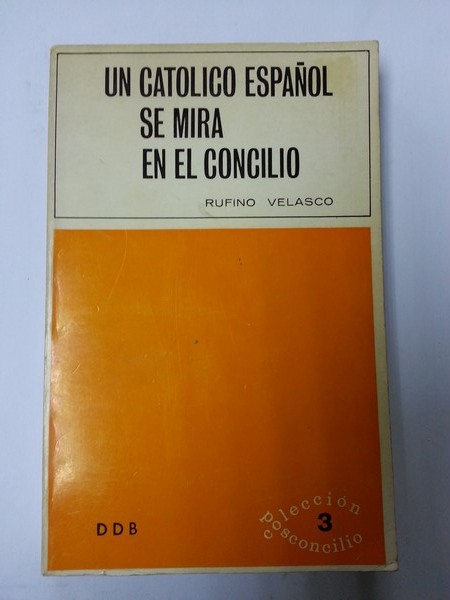 UN CATOLICO ESPAÑOL
SE MIRA
EN EL CONCILIO
RUFINO VELASCO
DDB
colección
3
posconcilio